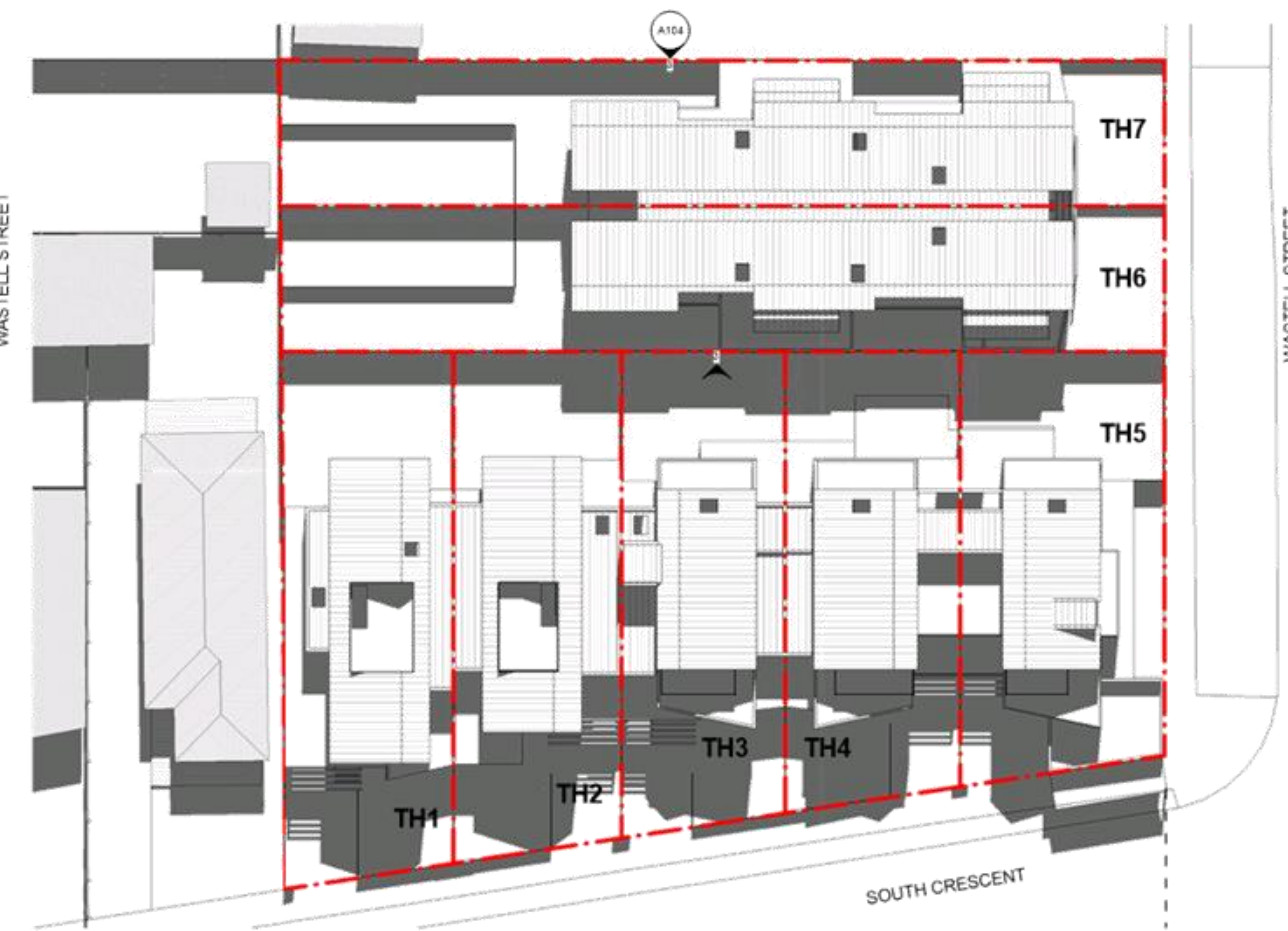 A104
TH7
WASTELL STREET
TH6
WASTELL STREET
TH5
TH3
TH4
TH2
TH1
SOUTH CRESCENT